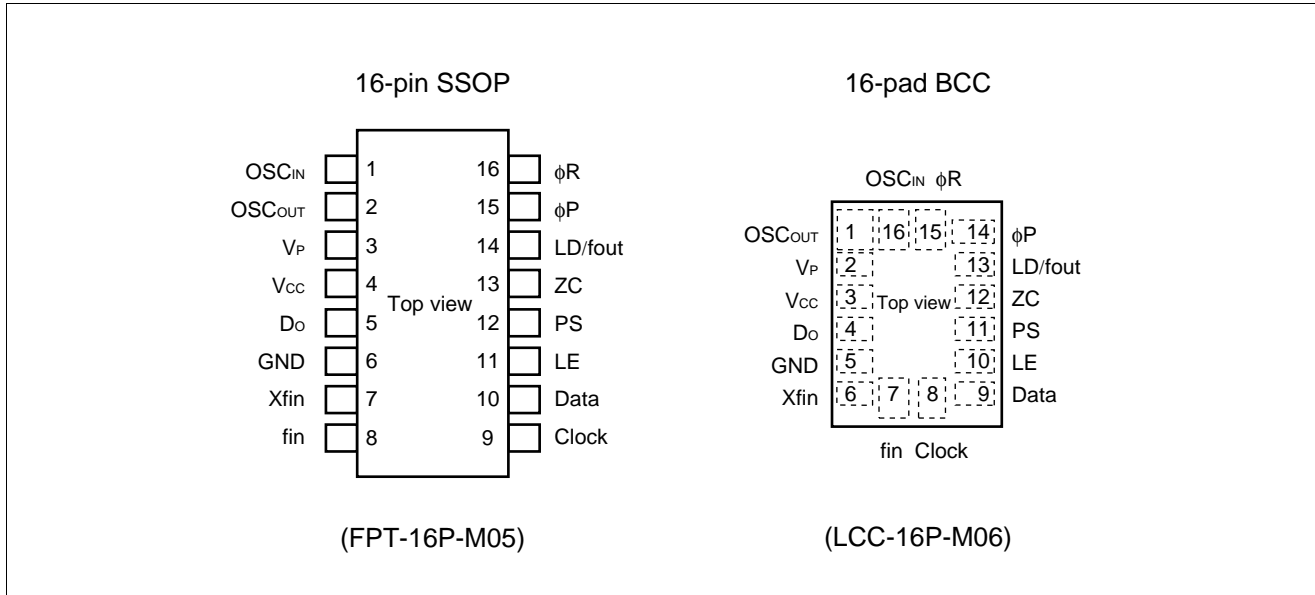 16-pin SSOP
OSCIN 1 16 ϕR
OSCOUT 2 15 ϕP
VP 3 14 LD/fout
VCC 4 13 ZC
Top view
DO 5 12 PS
GND 6 11 LE
Xfin 7 10 Data
fin 8 9 Clock
(FPT-16P-M05)
16-pad BCC
OSCIN ϕR
OSCOUT 1 16 15 14 ϕP
VP 2 13 LD/fout
VCC 3 Top view 12 ZC
DO 4 11 PS
GND 5 10 LE
Xfin 6 7 8 9 Data
fin Clock
(LCC-16P-M06)